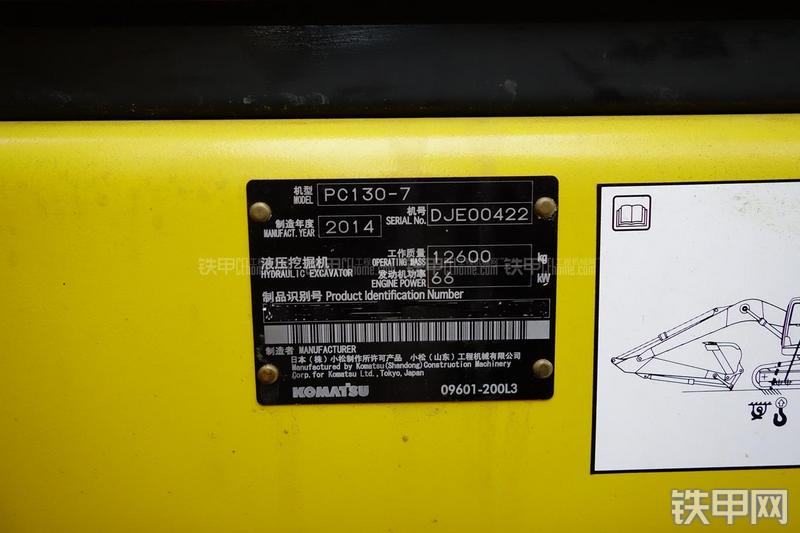 机型 MODEL PC130-7
制造年度 MANUFACT. YEAR 2014 机号 SERIAL No. DJE00422
液压挖掘机 HYDRAULIC EXCAVATOR 工作质量 OPERATING MASS 12600 kg
发动机功率 ENGINE POWER 66 kW
制品识别号 Product Identification Number
制造者 MANUFACTURER
日本（株）小松制作所许可产品 小松（山东）工程机械有限公司
Manufactured by Komatsu(Shandong)Construction Machinery
Corp.for Komatsu Ltd.,Tokyo,Japan
KOMATSU 09601-200L3
铁甲网